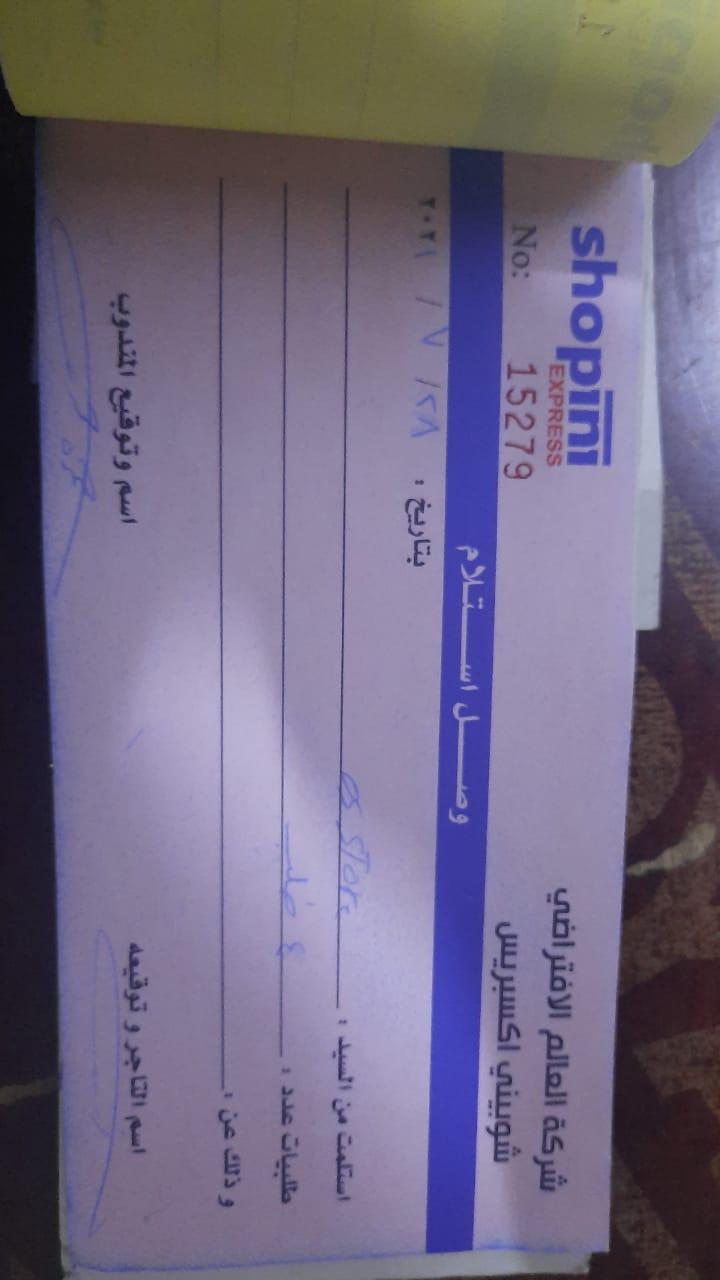 شركة العالم الافتراضي
شوبيني اكسبريس
shopini
EXPRESS
No: 15279
وصل استلام
بتاريخ : ٢٨ / ٧ / ٢٠٢١
استلمت من السيد :
طلبيات عدد : ٤ طلب
و ذلك عن :
اسم التاجر و توقيعه
اسم وتوقيع المندوب